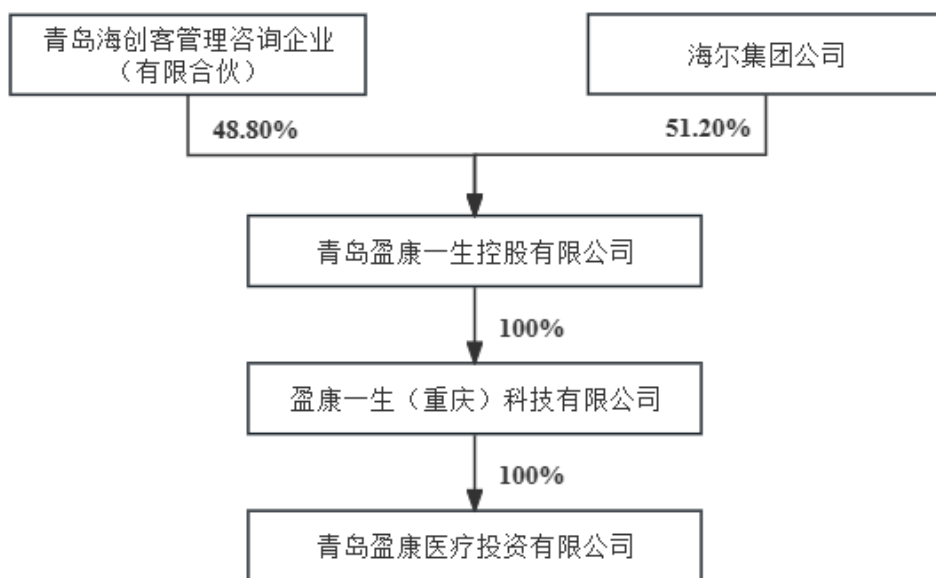 青岛海创客管理咨询企业
（有限合伙）
海尔集团公司
48.80%
51.20%
青岛盈康一生控股有限公司
100%
盈康一生（重庆）科技有限公司
100%
青岛盈康医疗投资有限公司